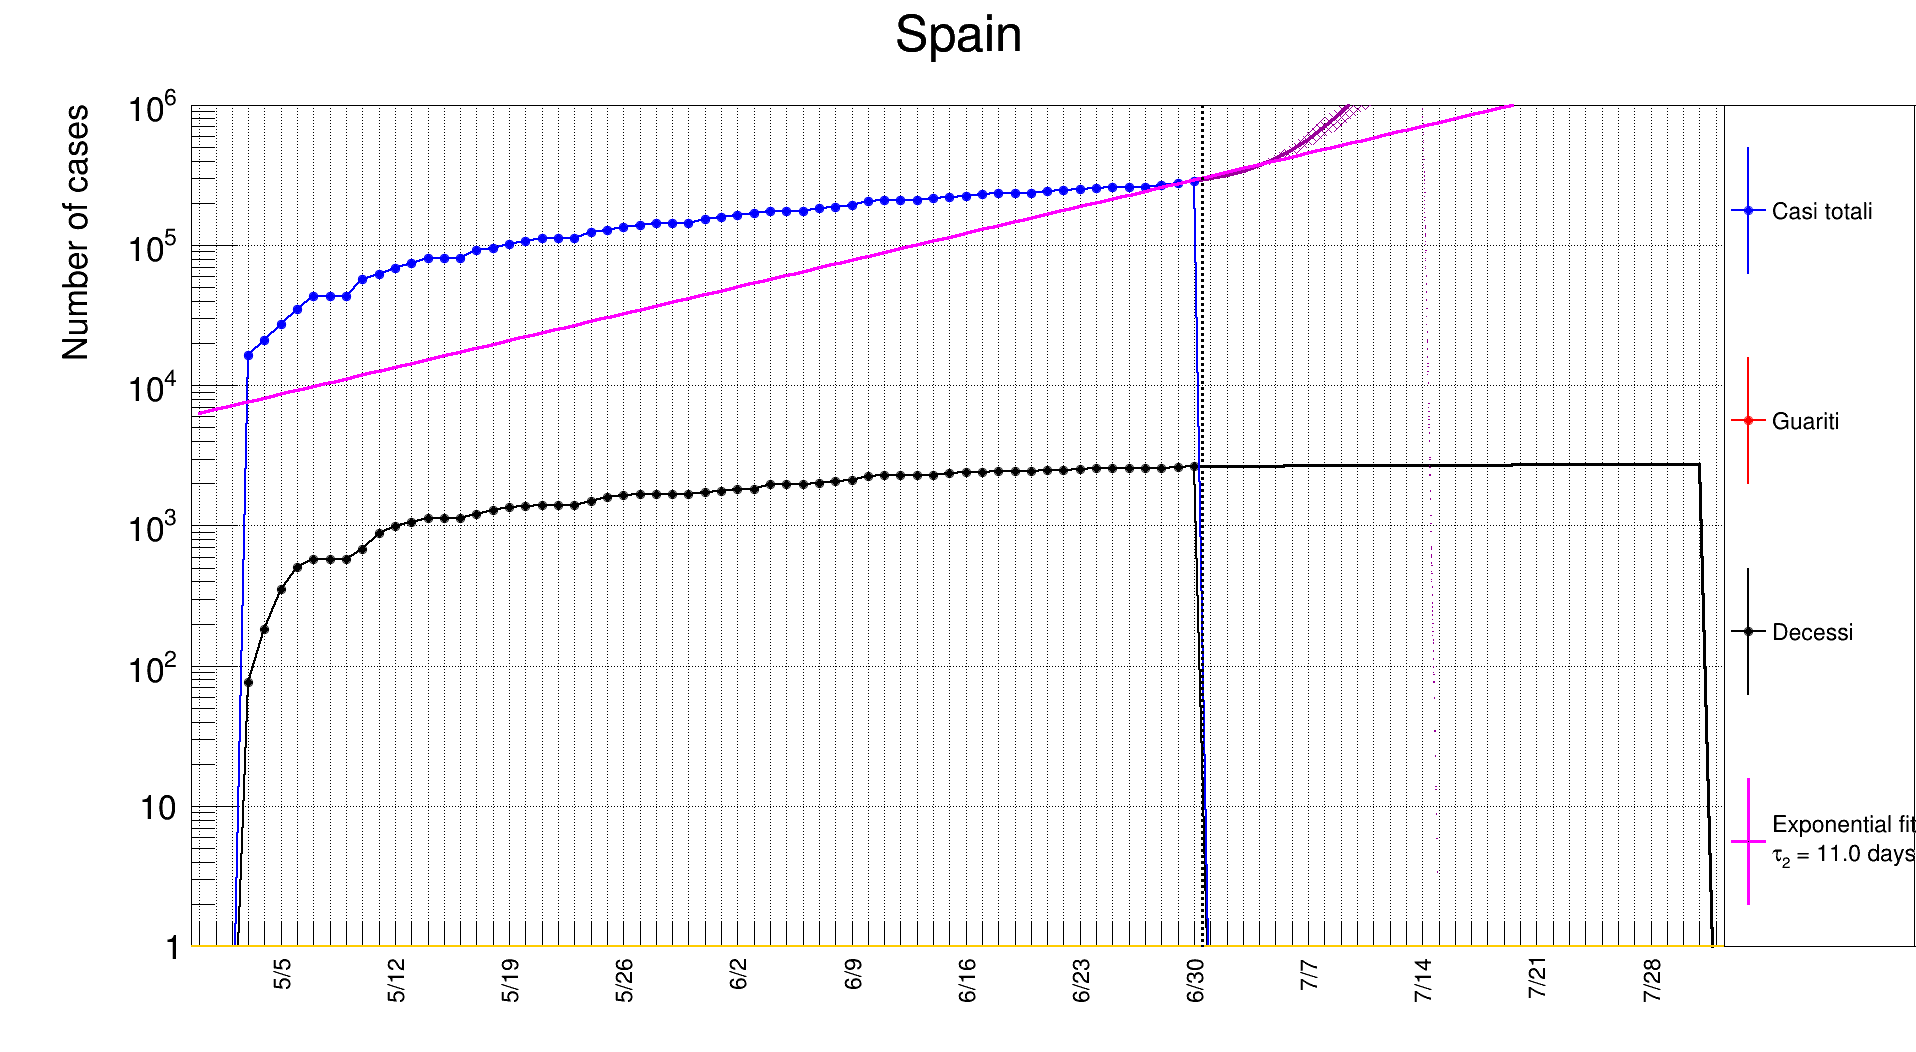 Spain
Number of cases
10^6
10^5
10^4
10^3
10^2
10
1
5/5
5/12
5/19
5/26
6/2
6/9
6/16
6/23
6/30
7/7
7/14
7/21
7/28
Casi totali
Guariti
Decessi
Exponential fit
τ_2 = 11.0 days